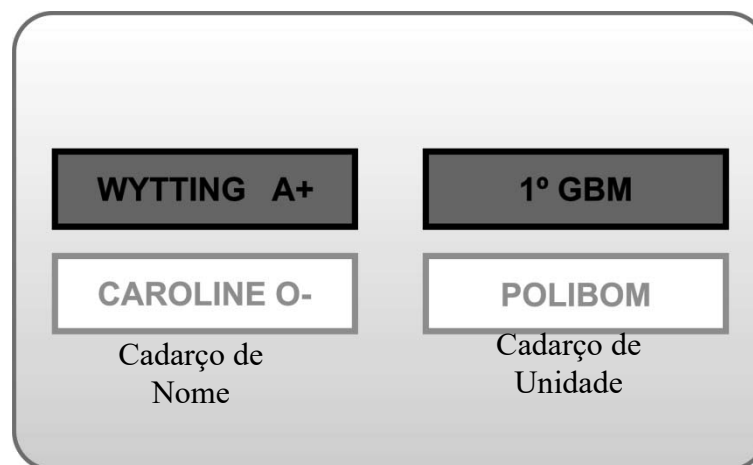 WYTTING A+
1º GBM
CAROLINE O-
POLIBOM
Cadarço de
Nome
Cadarço de
Unidade